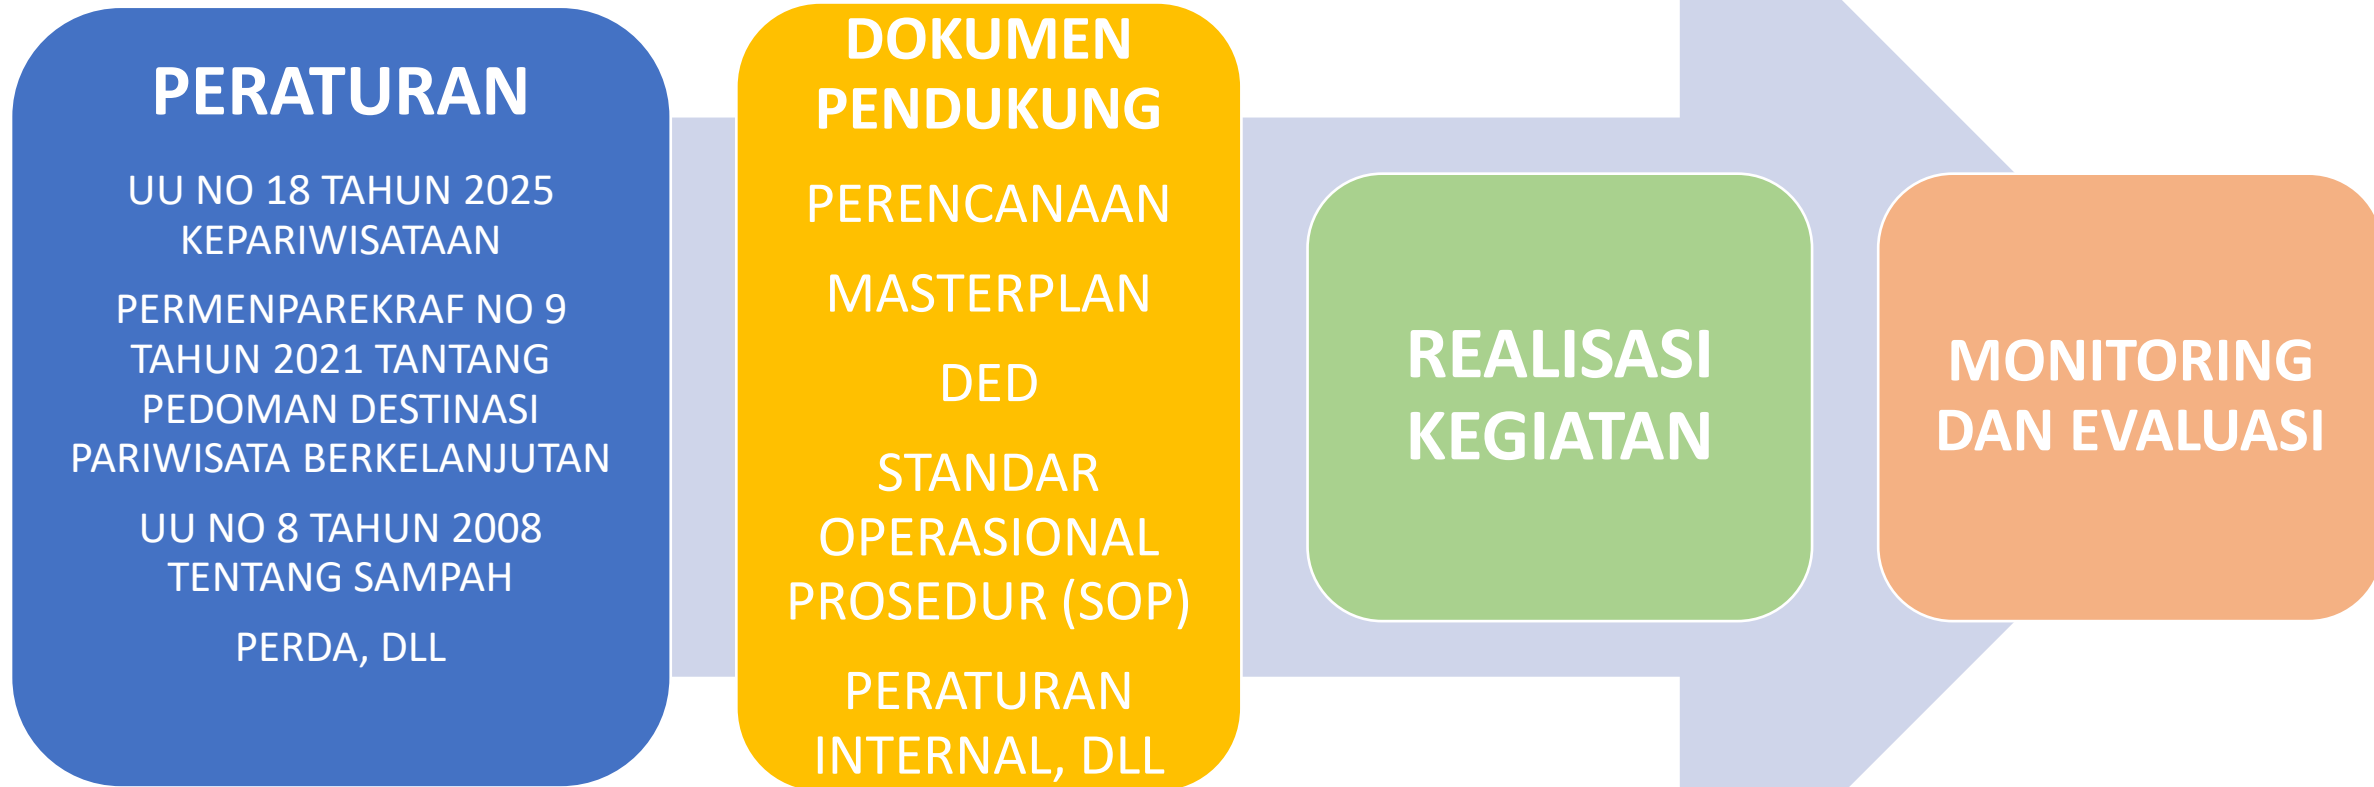 PERATURAN
UU NO 18 TAHUN 2025
KEPARIWISATAAN
PERMENPAREKRAF NO 9
TAHUN 2021 TANTANG
PEDOMAN DESTINASI
PARIWISATA BERKELANJUTAN
UU NO 8 TAHUN 2008
TENTANG SAMPAH
PERDA, DLL
DOKUMEN
PENDUKUNG
PERENCANAAN
MASTERPLAN
DED
STANDAR
OPERASIONAL
PROSEDUR (SOP)
PERATURAN
INTERNAL, DLL
REALISASI
KEGIATAN
MONITORING
DAN EVALUASI